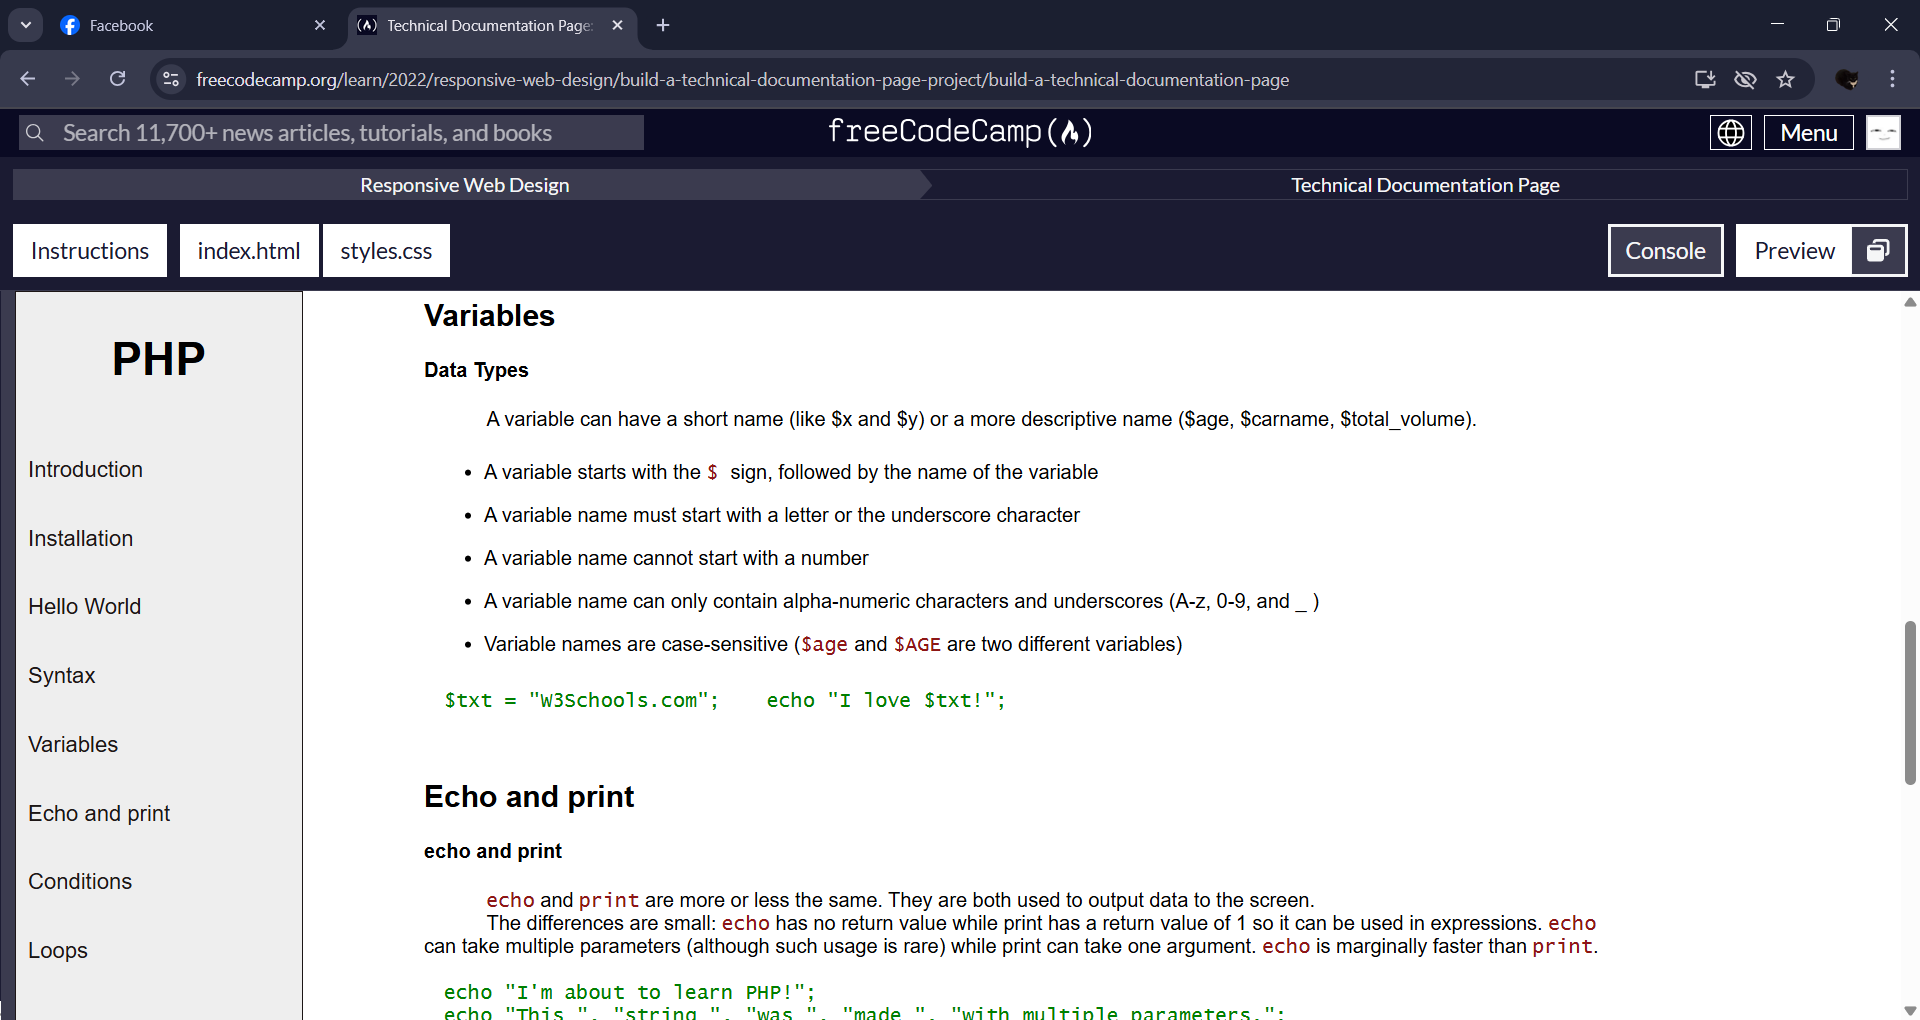 Facebook
Technical Documentation Page:
freecodecamp.org/learn/2022/responsive-web-design/build-a-technical-documentation-page-project/build-a-technical-documentation-page
Search 11,700+ news articles, tutorials, and books
freeCodeCamp
Menu
Responsive Web Design
Technical Documentation Page
Instructions
index.html
styles.css
Console
Preview
PHP
Introduction
Installation
Hello World
Syntax
Variables
Echo and print
Conditions
Loops
Variables
Data Types
A variable can have a short name (like $x and $y) or a more descriptive name ($age, $carname, $total_volume).
• A variable starts with the $ sign, followed by the name of the variable
• A variable name must start with a letter or the underscore character
• A variable name cannot start with a number
• A variable name can only contain alpha-numeric characters and underscores (A-z, 0-9, and _ )
• Variable names are case-sensitive ($age and $AGE are two different variables)
$txt = "W3Schools.com"; echo "I love $txt!";
Echo and print
echo and print
echo and print are more or less the same. They are both used to output data to the screen.
The differences are small: echo has no return value while print has a return value of 1 so it can be used in expressions. echo
can take multiple parameters (although such usage is rare) while print can take one argument. echo is marginally faster than print.
echo "I'm about to learn PHP!";
echo "This ", "string ", "was ", "made ", "with multiple parameters.";